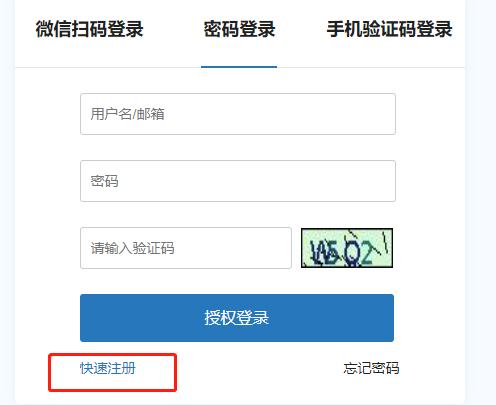 微信扫码登录 密码登录 手机验证码登录
用户名/邮箱
密码
请输入验证码
授权登录
快速注册 忘记密码